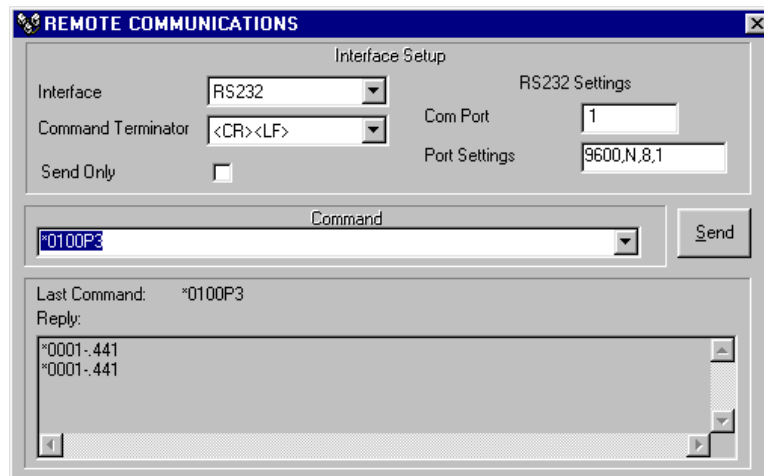 REMOTE COMMUNICATIONS
Interface Setup
Interface
RS232
Command Terminator
<CR><LF>
Send Only
RS232 Settings
Com Port
1
Port Settings
9600,N,8,1
Command
*0100P3
Send
Last Command: *0100P3
Reply:
*0001-.441
*0001-.441